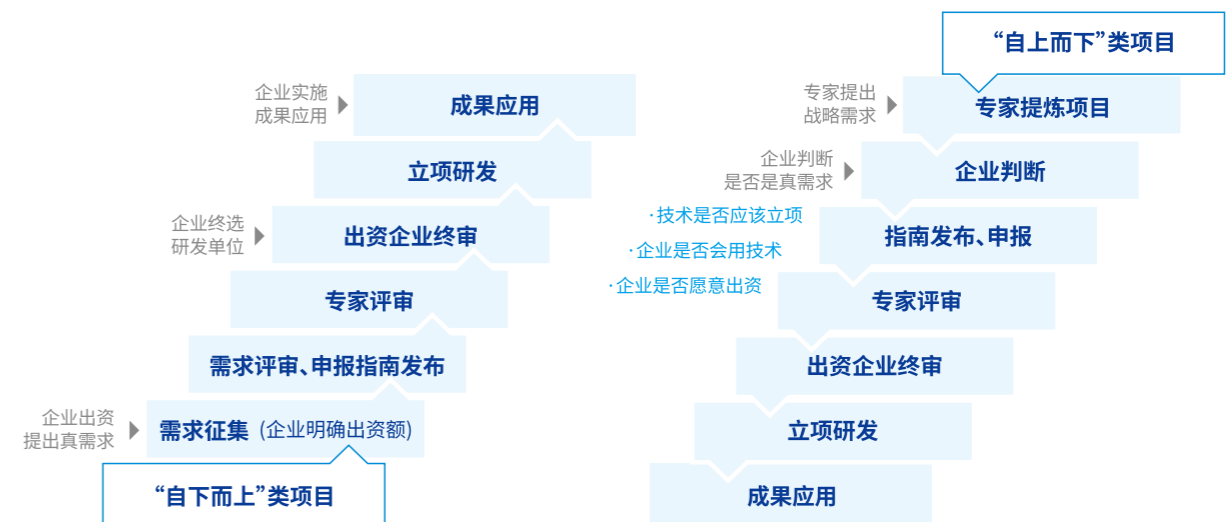 企业实施
成果应用
成果应用
立项研发
企业终选
研发单位
出资企业终审
专家评审
需求评审、申报指南发布
企业出资
提出真需求
需求征集 (企业明确出资额)
“自下而上”类项目
“自上而下”类项目
专家提出
战略需求
专家提炼项目
企业判断
是否是真需求
企业判断
·技术是否应该立项
·企业是否会用技术
·企业是否愿意出资
指南发布、申报
专家评审
出资企业终审
立项研发
成果应用